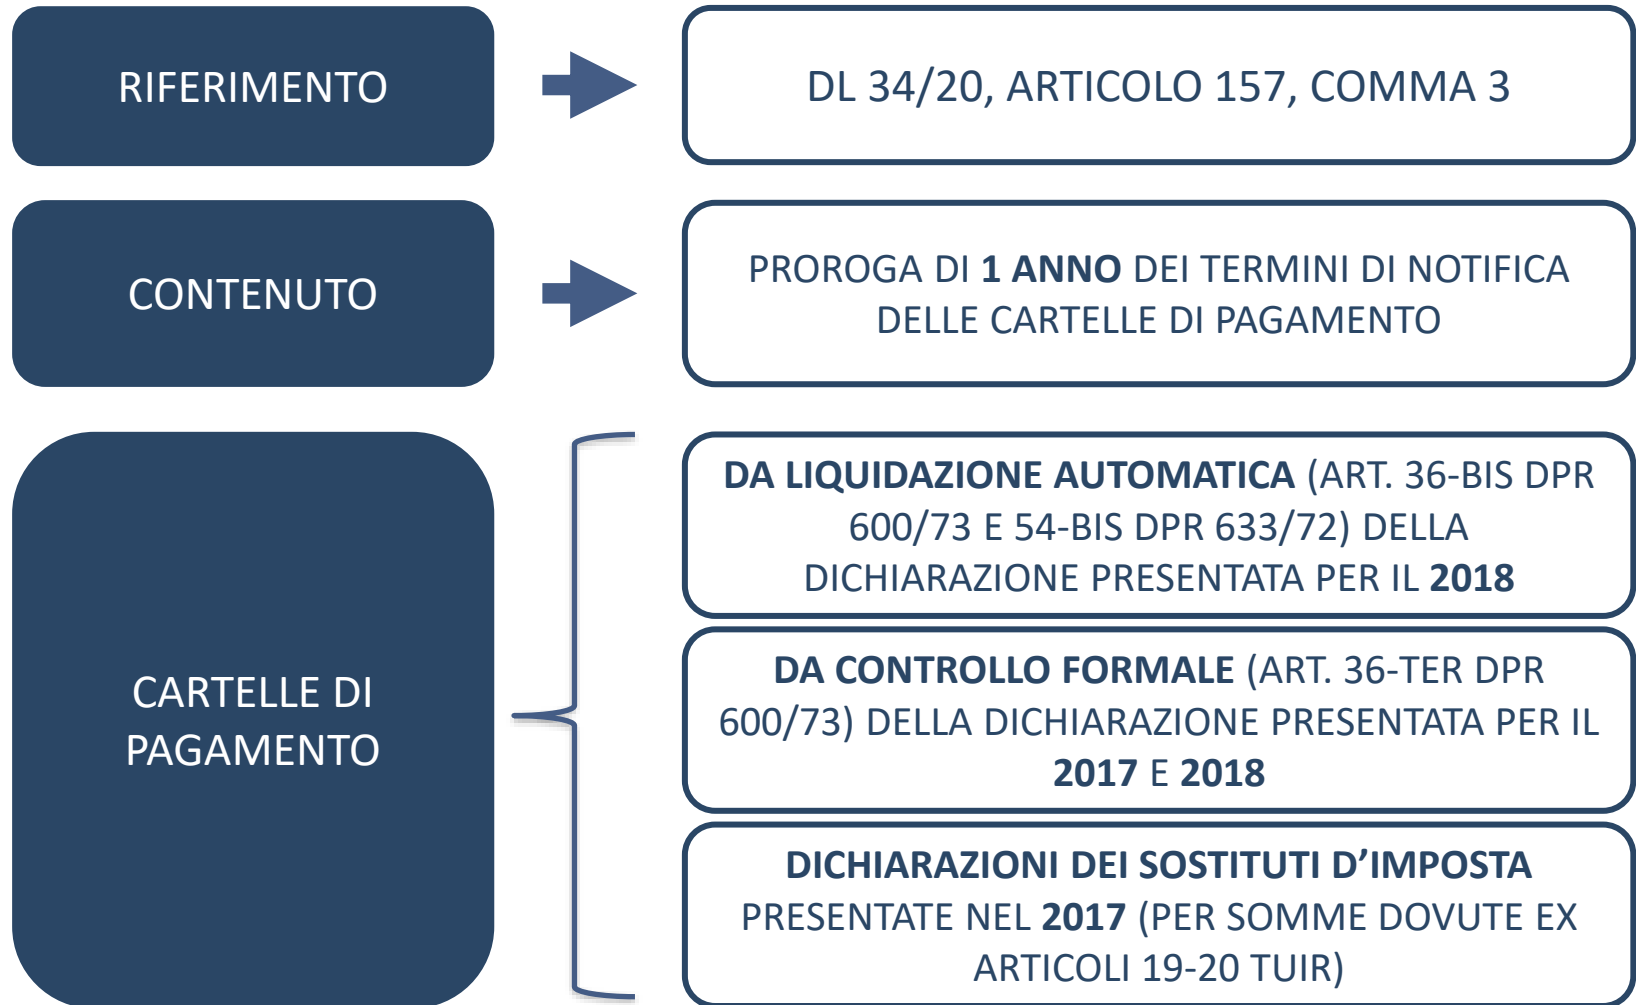 RIFERIMENTO
DL 34/20, ARTICOLO 157, COMMA 3
CONTENUTO
PROROGA DI 1 ANNO DEI TERMINI DI NOTIFICA
DELLE CARTELLE DI PAGAMENTO
CARTELLE DI
PAGAMENTO
DA LIQUIDAZIONE AUTOMATICA (ART. 36-BIS DPR
600/73 E 54-BIS DPR 633/72) DELLA
DICHIARAZIONE PRESENTATA PER IL 2018
DA CONTROLLO FORMALE (ART. 36-TER DPR
600/73) DELLA DICHIARAZIONE PRESENTATA PER IL
2017 E 2018
DICHIARAZIONI DEI SOSTITUTI D’IMPOSTA
PRESENTATE NEL 2017 (PER SOMME DOVUTE EX
ARTICOLI 19-20 TUIR)